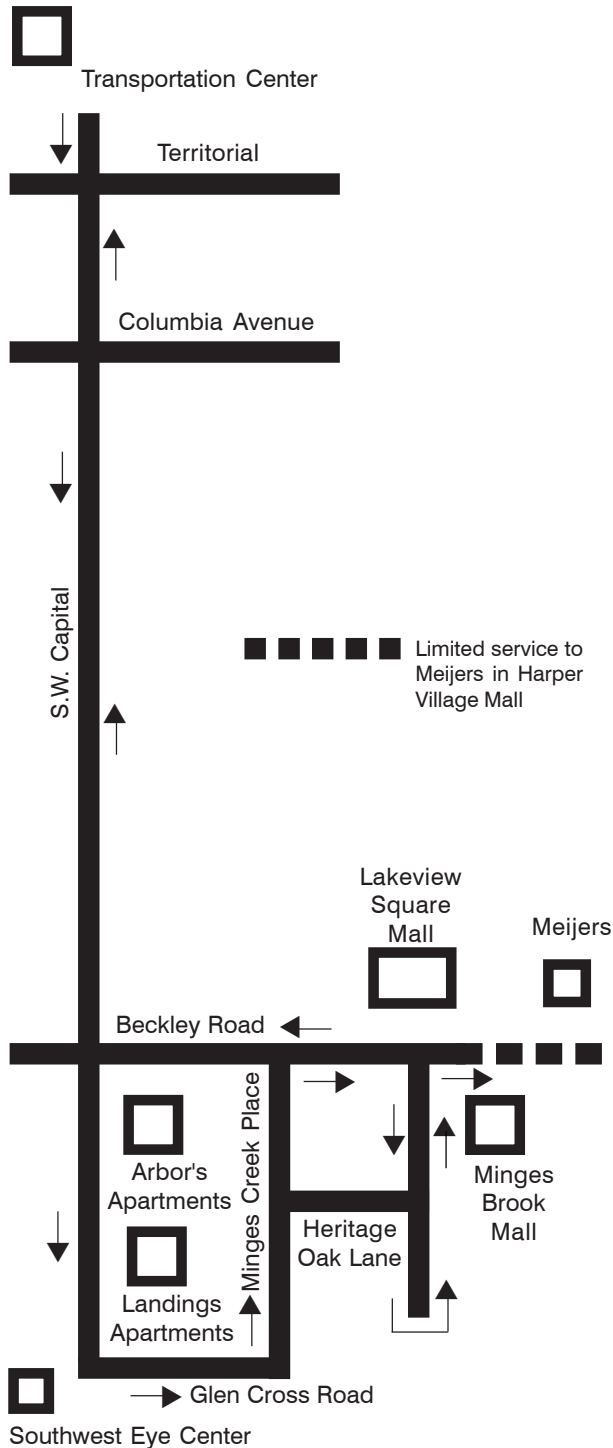 Transportation Center
Territorial
Columbia Avenue
S.W. Capital
Limited service to
Meijers in Harper
Village Mall
Lakeview
Square
Mall
Meijers
Beckley Road
Minges Creek Place
Arbor's
Apartments
Minges
Brook
Mall
Heritage
Oak Lane
Landings
Apartments
Glen Cross Road
Southwest Eye Center